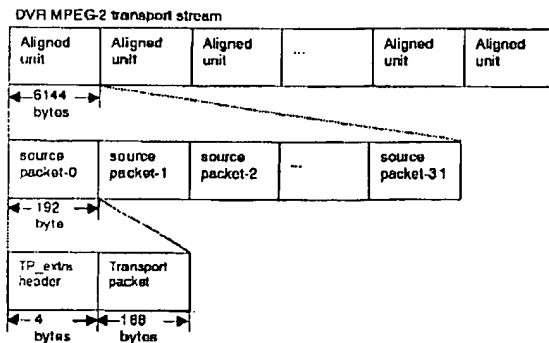 DVR MPEG-2 transport stream
Aligned unit Aligned unit Aligned unit ... Aligned unit Aligned unit
6144 bytes
source packet-0 source packet-1 source packet-2 ... source packet-31
192 byte
TP_extra header Transport packet
4 bytes 188 bytes